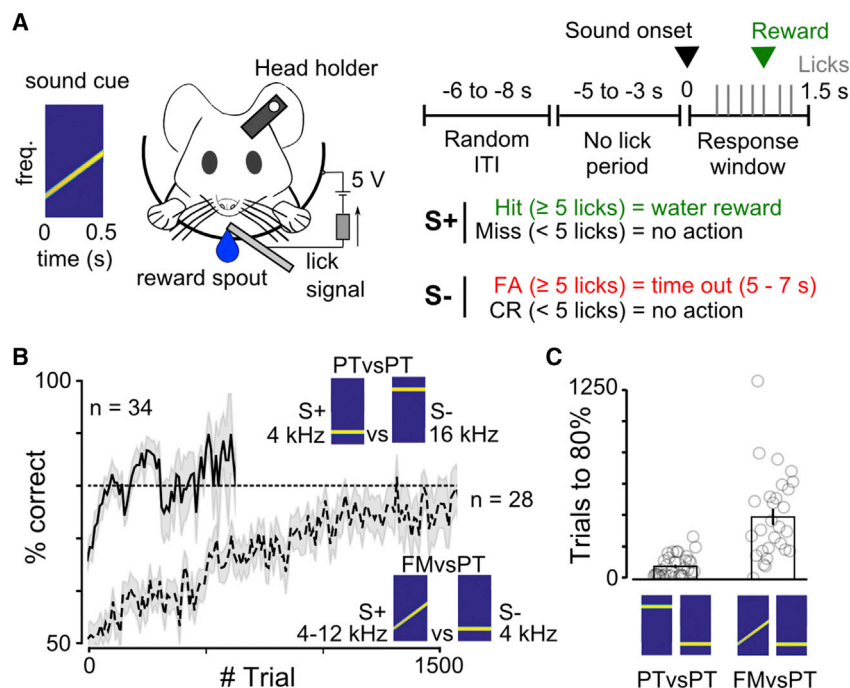 A
sound cue
freq.
0 0.5
time (s)
Head holder
5 V
reward spout
lick
signal
Sound onset
Reward
Licks
-6 to -8 s
-5 to -3 s
0
1.5 s
Random
ITI
No lick
period
Response
window
S+
Hit (≥ 5 licks) = water reward
Miss (< 5 licks) = no action
S-
FA (≥ 5 licks) = time out (5 - 7 s)
CR (< 5 licks) = no action
B
% correct
100
50
n = 34
PTvsPT
S+
4 kHz
vs
S-
16 kHz
n = 28
FMvsPT
S+
4-12 kHz
vs
S-
4 kHz
0
1500
# Trial
C
Trials to 80%
1250
0
PTvsPT
FMvsPT